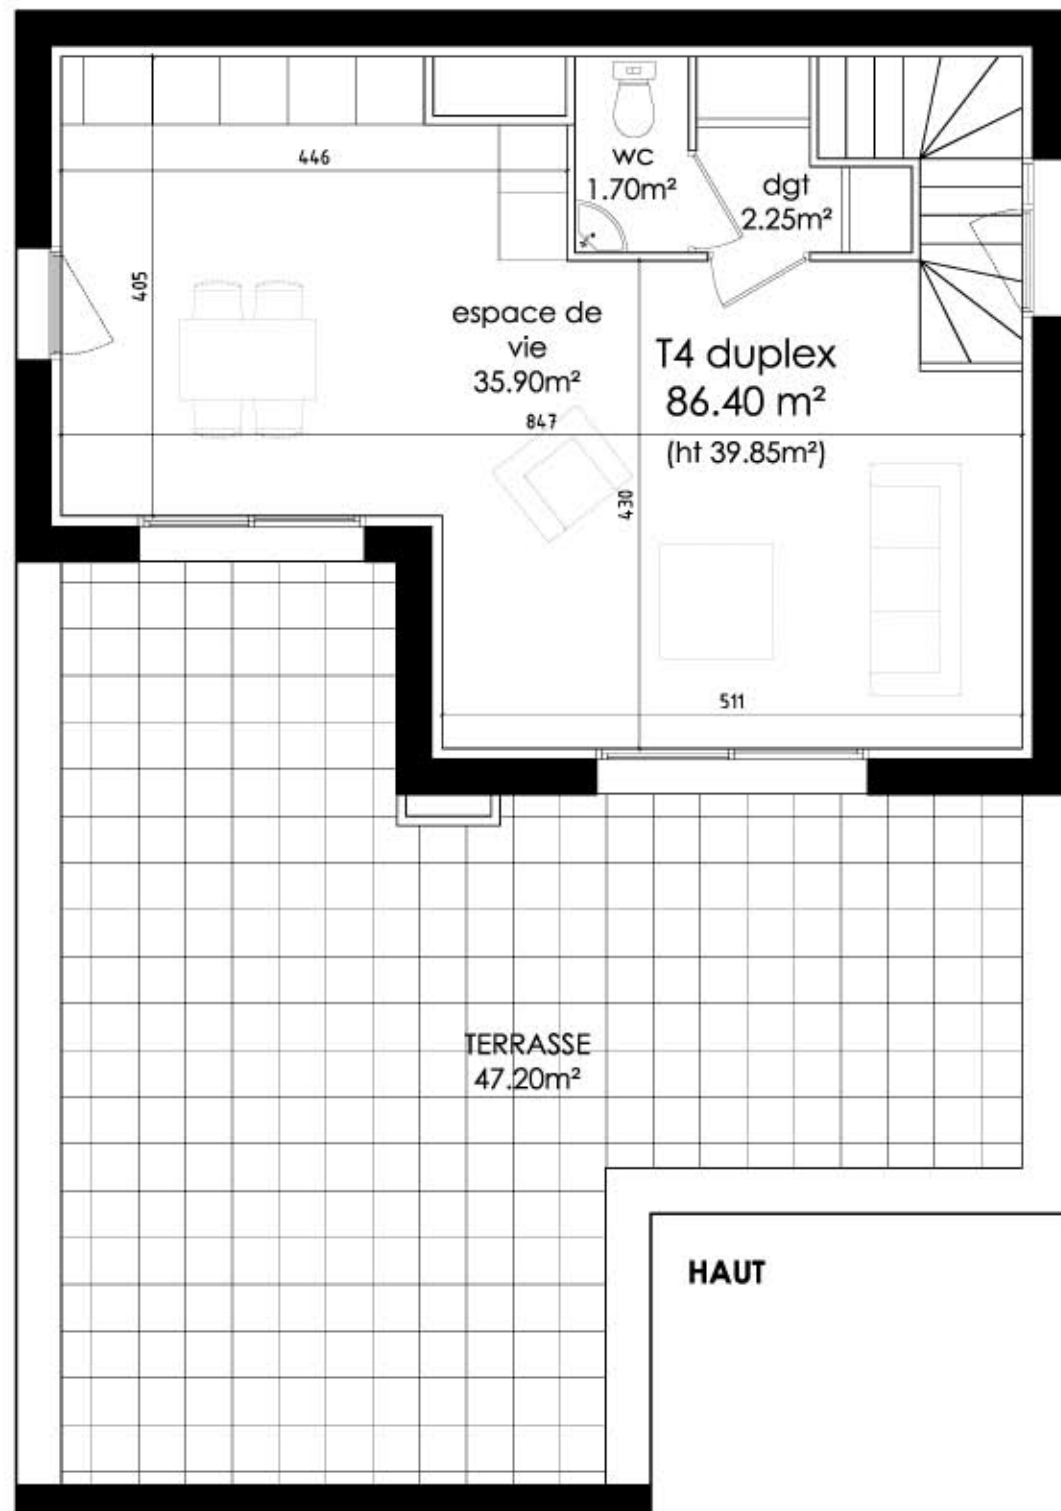 446
wc
1.70m²
dgt
2.25m²
405
espace de
vie
35.90m²
T4 duplex
86.40 m²
(ht 39.85m²)
847
430
511
TERRASSE
47.20m²
HAUT